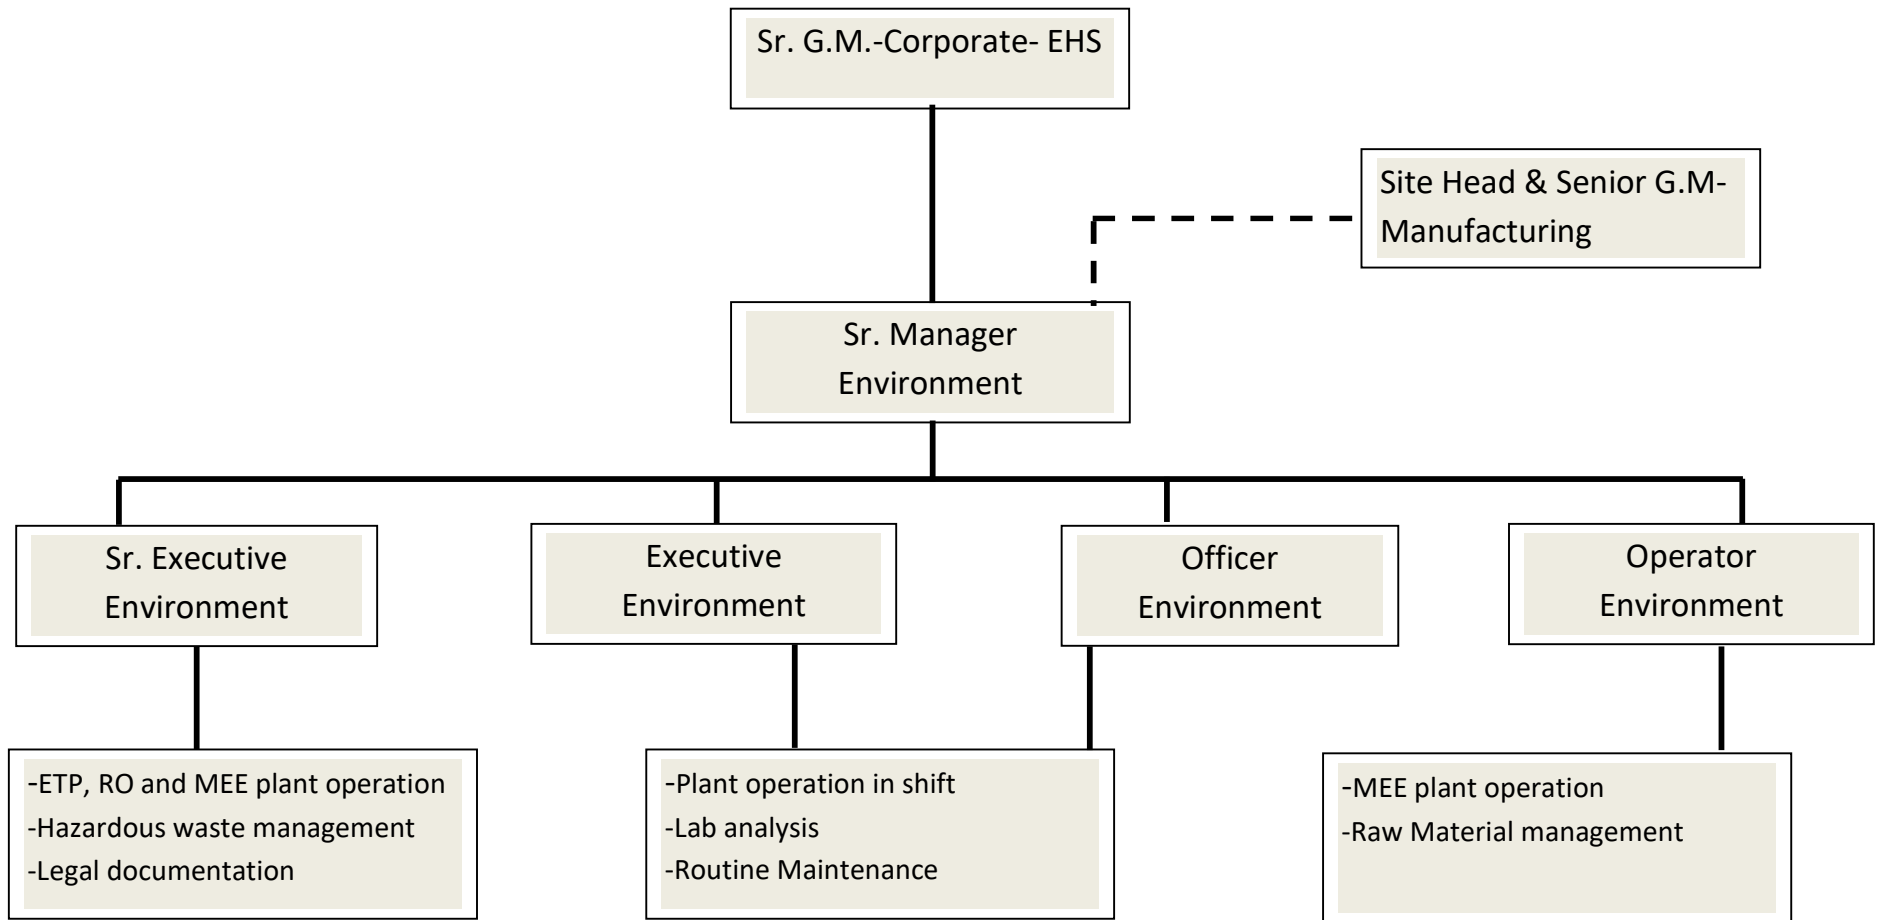 Sr. G.M.-Corporate- EHS
Site Head & Senior G.M-
Manufacturing
Sr. Manager
Environment
Sr. Executive
Environment
Executive
Environment
Officer
Environment
Operator
Environment
-ETP, RO and MEE plant operation
-Hazardous waste management
-Legal documentation
-Plant operation in shift
-Lab analysis
-Routine Maintenance
-MEE plant operation
-Raw Material management